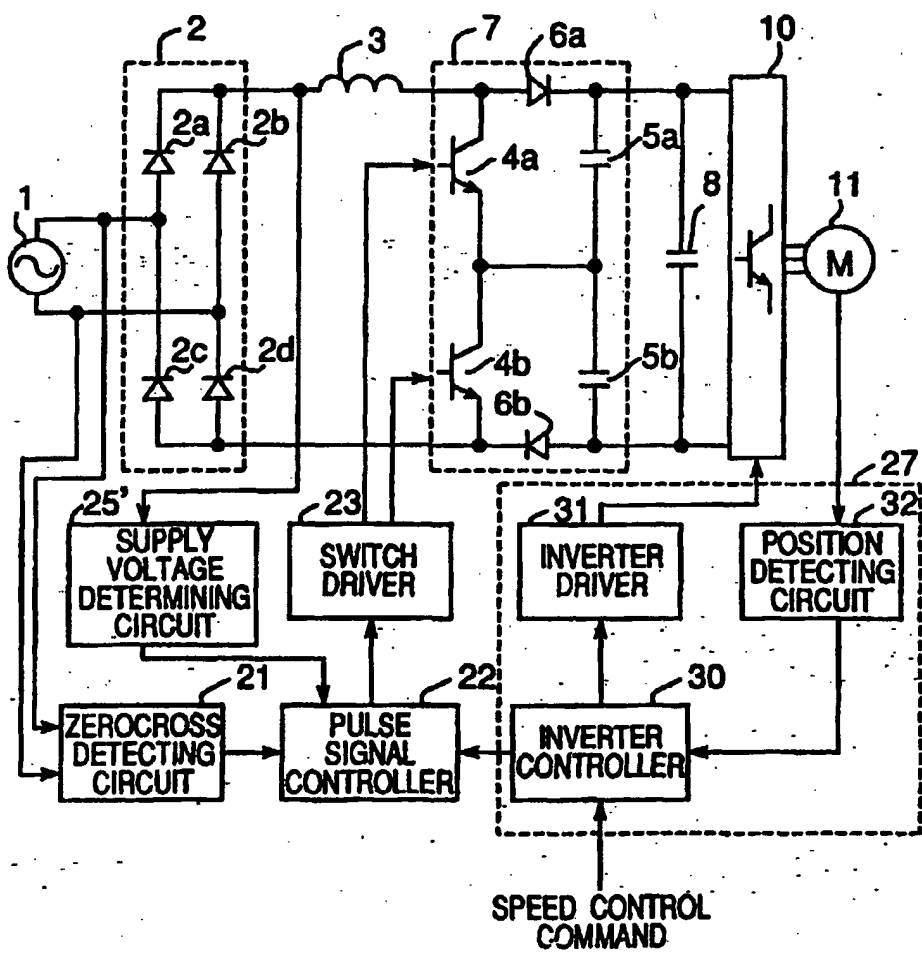 2
3
7
6a
10
2a
2b
4a
5a
8
11
1
M
2c
2d
4b
5b
6b
27
25'
23
31
32
SUPPLY
VOLTAGE
DETERMINING
CIRCUIT
SWITCH
DRIVER
INVERTER
DRIVER
POSITION
DETECTING
CIRCUIT
21
22
30
ZEROCROSS
DETECTING
CIRCUIT
PULSE
SIGNAL
CONTROLLER
INVERTER
CONTROLLER
SPEED CONTROL
COMMAND